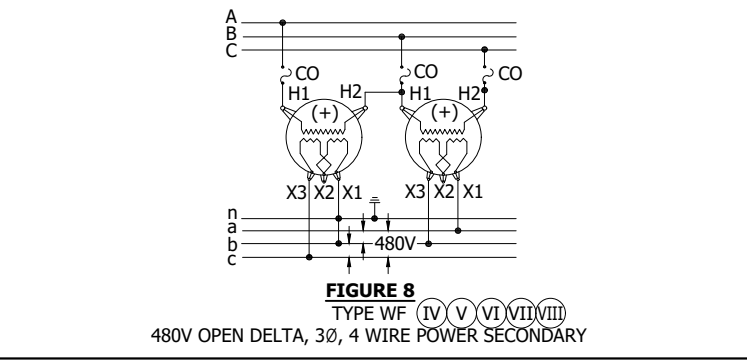 A
B
C
CO
CO
CO
H1
H2
H1
H2
(+)
(+)
X3 X2 X1
X3 X2 X1
n
a
b
c
480V
FIGURE 8
TYPE WF IV V VI VII VIII
480V OPEN DELTA, 3Ø, 4 WIRE POWER SECONDARY